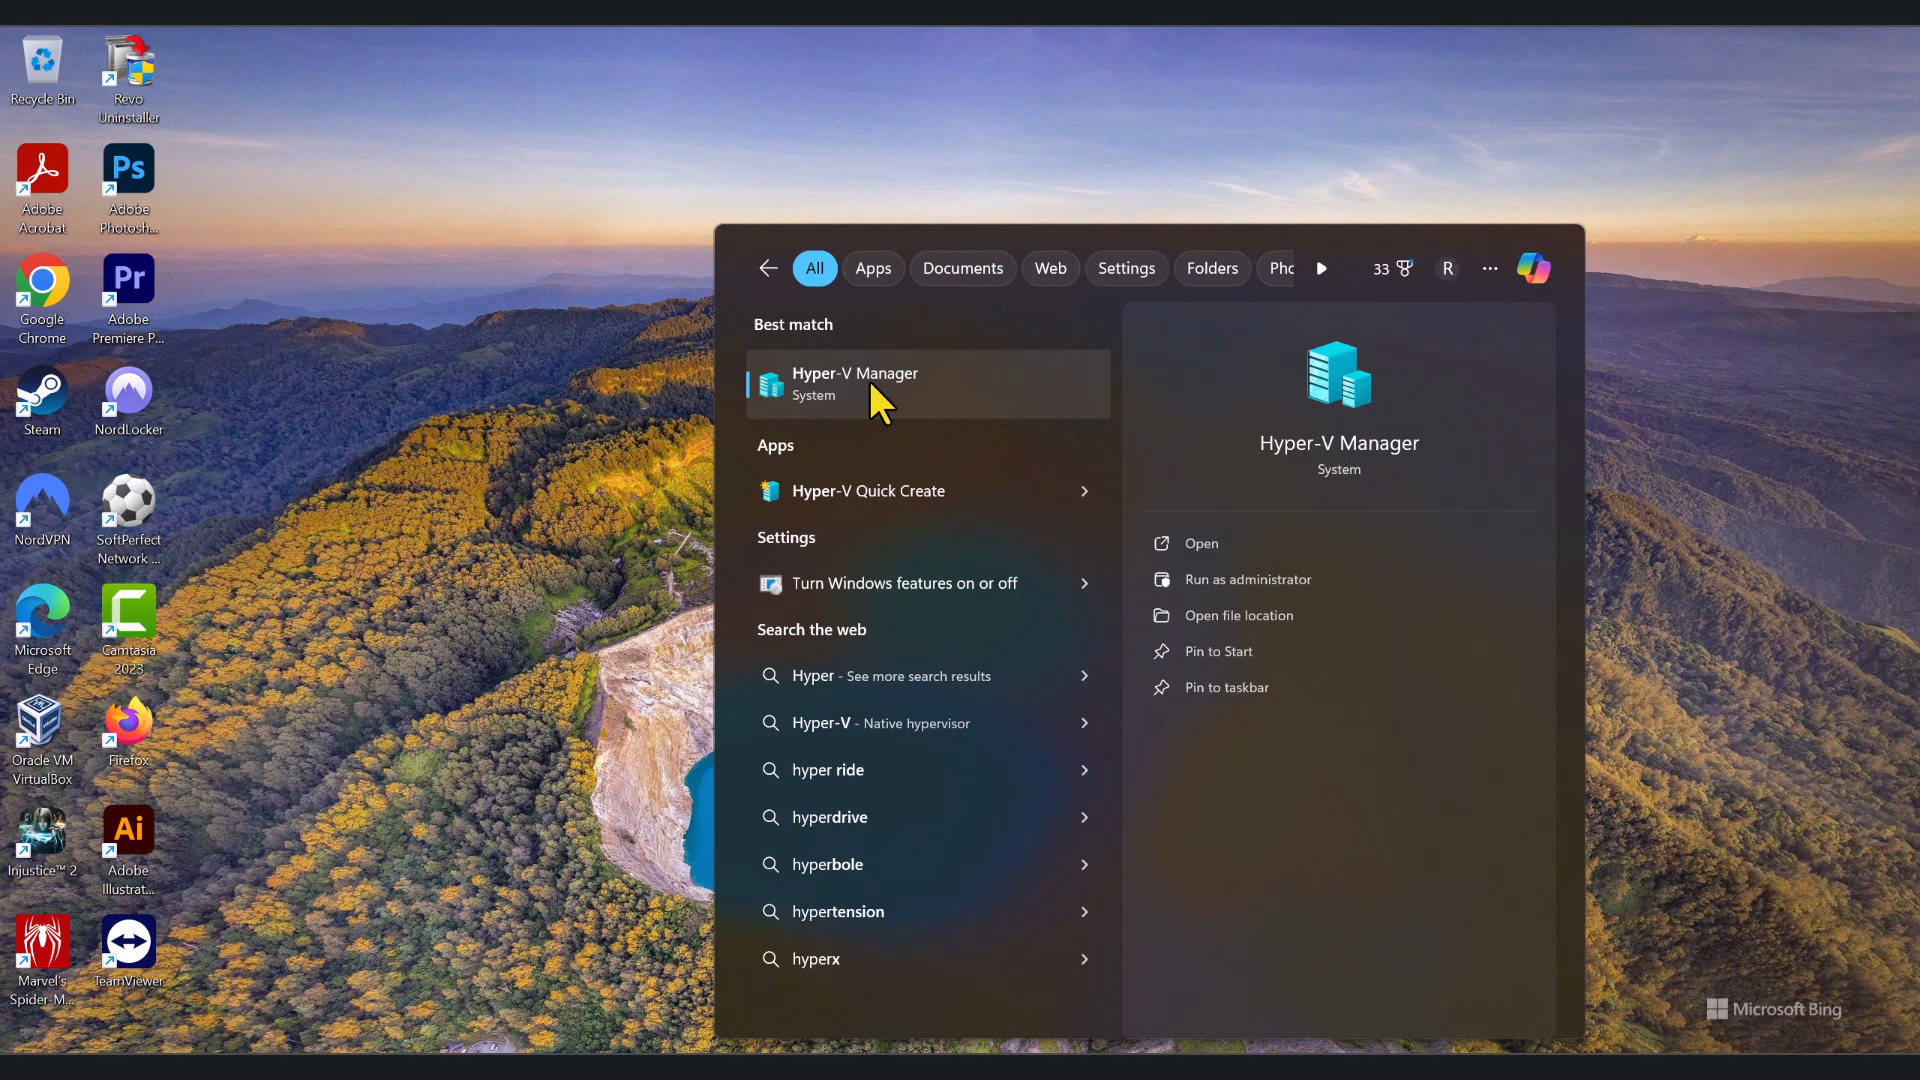 Recycle Bin
Revo
Uninstaller
Adobe
Acrobat
Ps
Adobe
Photosh...
Google
Chrome
Pr
Adobe
Premiere P...
Steam
NordLocker
NordVPN
SoftPerfect
Network ...
Microsoft
Edge
Camtasia
2023
Oracle VM
VirtualBox
Firefox
Injustice™ 2
Ai
Adobe
Illustrat...
Marvel's
Spider-M...
TeamViewer
All
Apps
Documents
Web
Settings
Folders
Phc
33
R
Best match
Hyper-V Manager
System
Apps
Hyper-V Quick Create
Settings
Turn Windows features on or off
Search the web
Hyper - See more search results
Hyper-V - Native hypervisor
hyper ride
hyperdrive
hyperbole
hypertension
hyperx
Hyper-V Manager
System
Open
Run as administrator
Open file location
Pin to Start
Pin to taskbar
Microsoft Bing